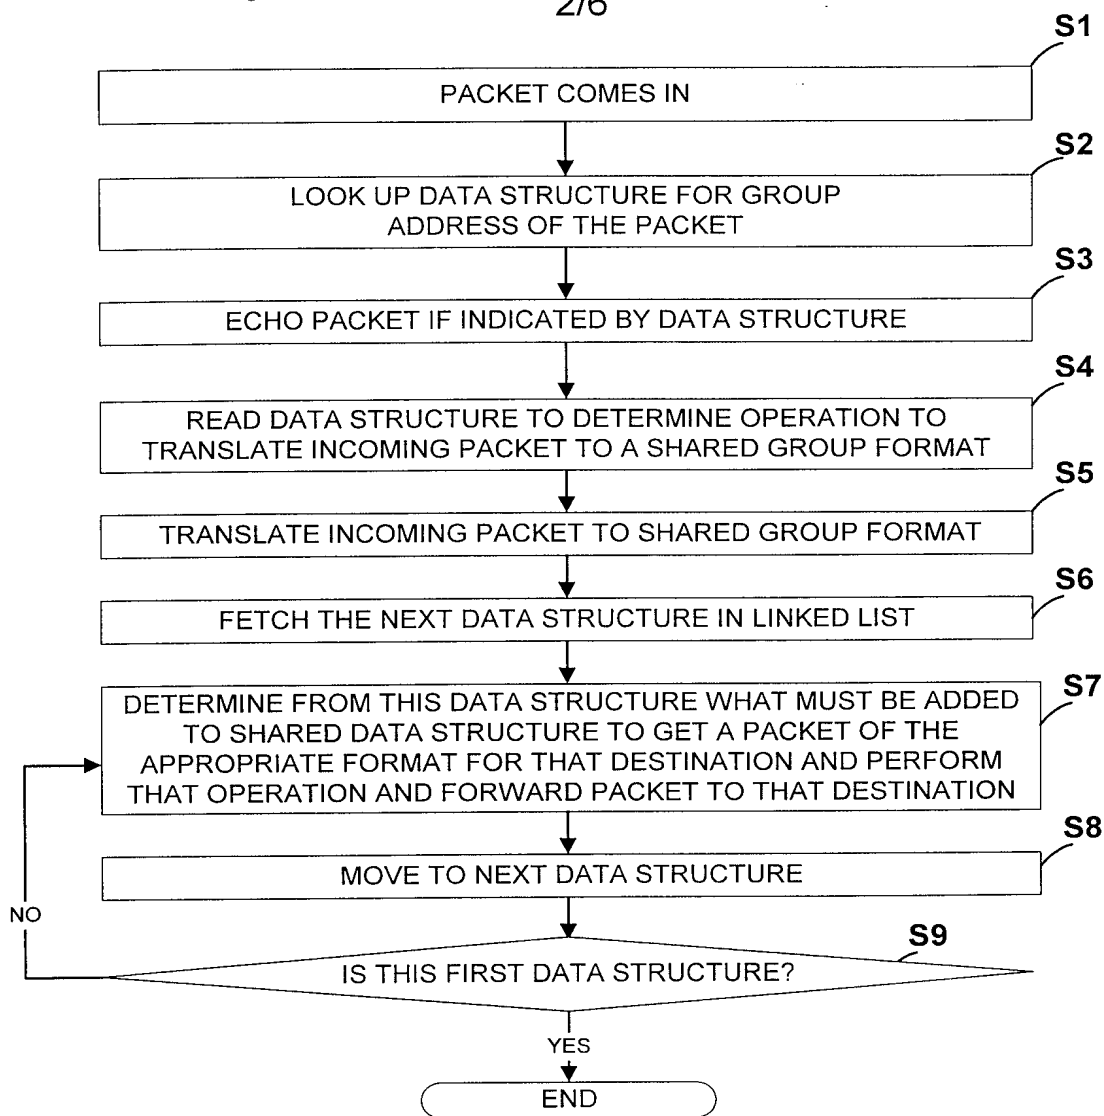 2/6
S1
PACKET COMES IN
S2
LOOK UP DATA STRUCTURE FOR GROUP
ADDRESS OF THE PACKET
S3
ECHO PACKET IF INDICATED BY DATA STRUCTURE
S4
READ DATA STRUCTURE TO DETERMINE OPERATION TO
TRANSLATE INCOMING PACKET TO A SHARED GROUP FORMAT
S5
TRANSLATE INCOMING PACKET TO SHARED GROUP FORMAT
S6
FETCH THE NEXT DATA STRUCTURE IN LINKED LIST
S7
DETERMINE FROM THIS DATA STRUCTURE WHAT MUST BE ADDED
TO SHARED DATA STRUCTURE TO GET A PACKET OF THE
APPROPRIATE FORMAT FOR THAT DESTINATION AND PERFORM
THAT OPERATION AND FORWARD PACKET TO THAT DESTINATION
S8
MOVE TO NEXT DATA STRUCTURE
NO
S9
IS THIS FIRST DATA STRUCTURE?
YES
END